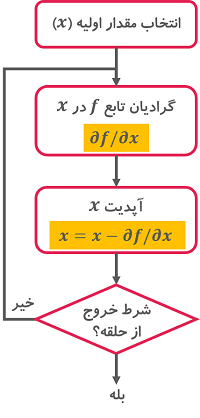 انتخاب مقدار اولیه (x)
گرادیان تابع f در x
∂f/∂x
آپدیت x
x = x − ∂f/∂x
شرط خروج
از حلقه؟
خیر
بله